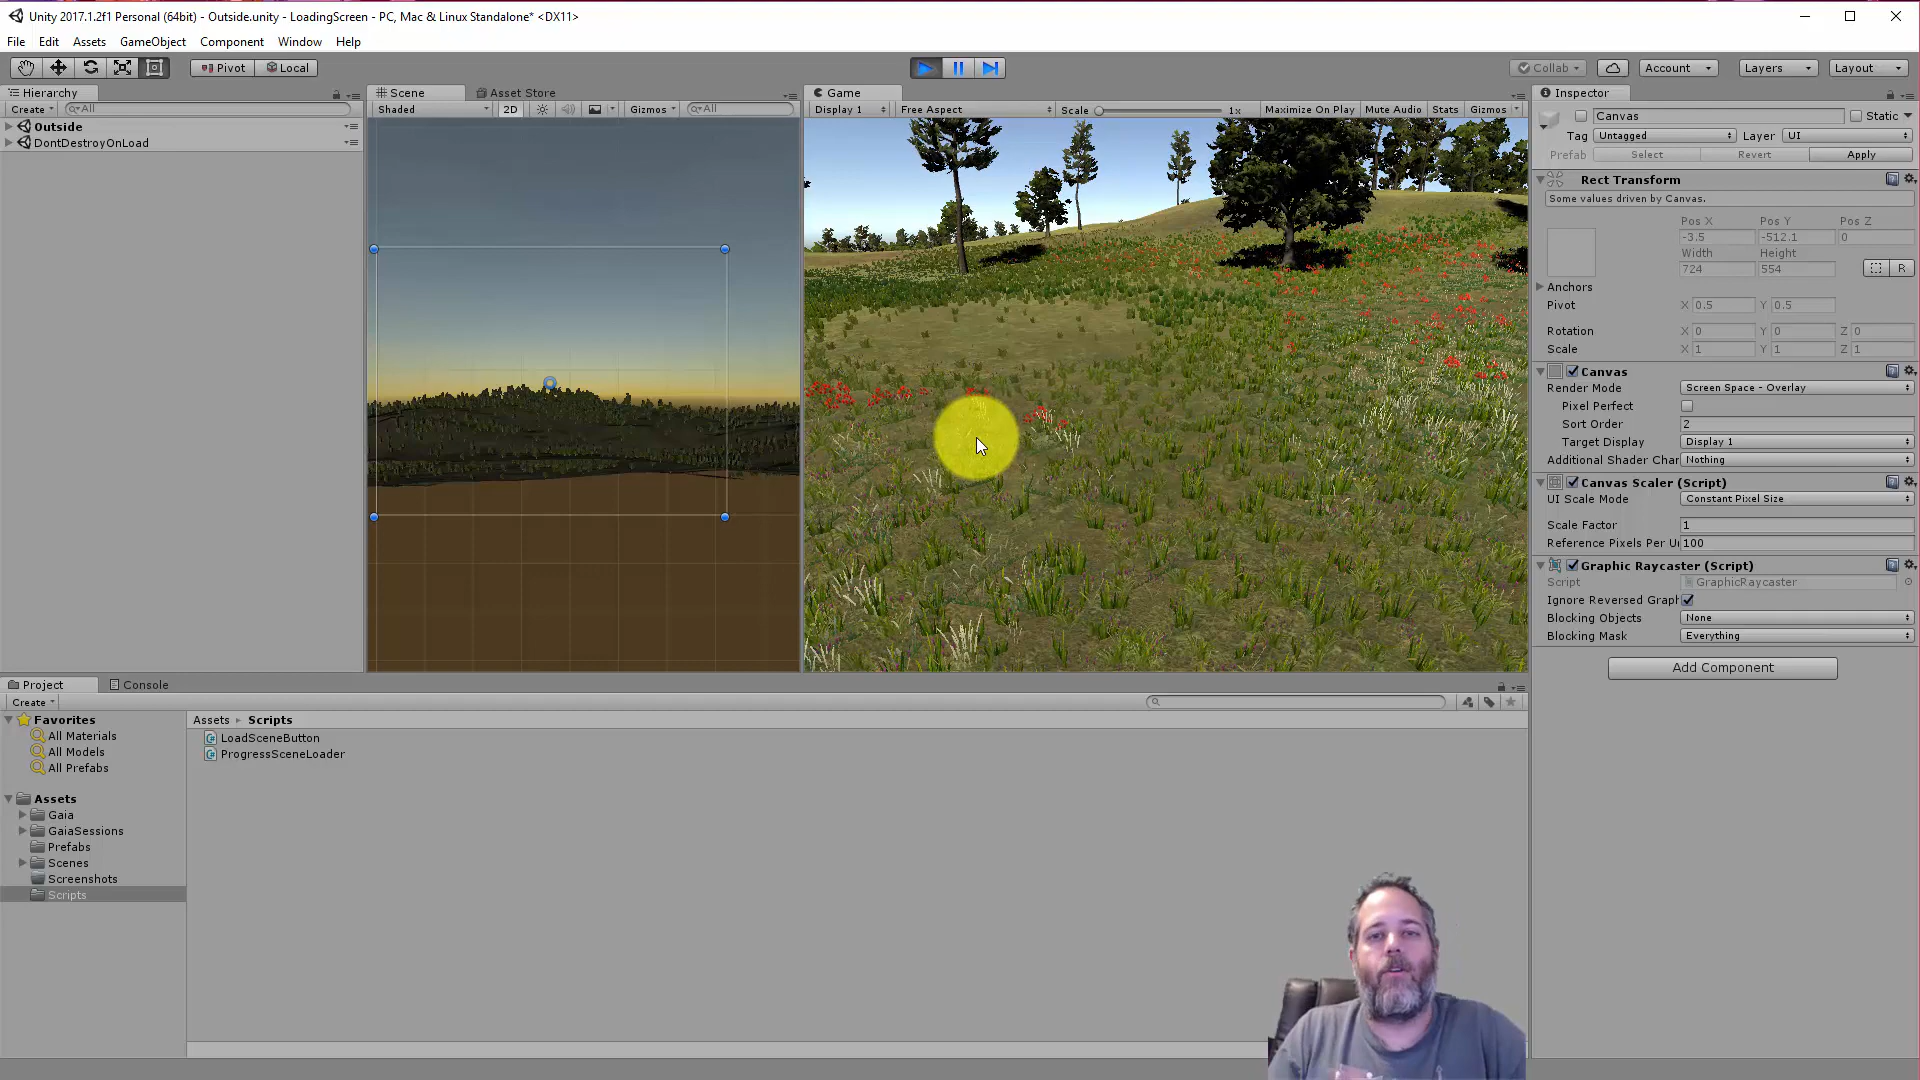 Unity 2017.1.2f1 Personal (64bit) - Outside.unity - LoadingScreen - PC, Mac & Linux Standalone* <DX11>
File Edit Assets GameObject Component Window Help
Pivot Local Collab Account Layers Layout
Hierarchy
Create All
Outside
DontDestroyOnLoad
Scene Asset Store
Shaded 2D Gizmos All
Game
Display 1 Free Aspect Scale 1x Maximize On Play Mute Audio Stats Gizmos
Inspector
Canvas Static
Tag Untagged Layer UI
Prefab Select Revert Apply
Rect Transform
Some values driven by Canvas.
Pos X Pos Y Pos Z
-3.5 -512.1 0
Width Height
724 554 R
Anchors
Pivot X 0.5 Y 0.5
Rotation X 0 Y 0 Z 0
Scale X 1 Y 1 Z 1
Canvas
Render Mode Screen Space - Overlay
Pixel Perfect
Sort Order 2
Target Display Display 1
Additional Shader Char Nothing
Canvas Scaler (Script)
UI Scale Mode Constant Pixel Size
Scale Factor 1
Reference Pixels Per U 100
Graphic Raycaster (Script)
Script GraphicRaycaster
Ignore Reversed Graph
Blocking Objects None
Blocking Mask Everything
Add Component
Project Console
Create
Favorites
All Materials
All Models
All Prefabs
Assets
Gaia
GaiaSessions
Prefabs
Scenes
Screenshots
Scripts
Assets Scripts
LoadSceneButton
ProgressSceneLoader